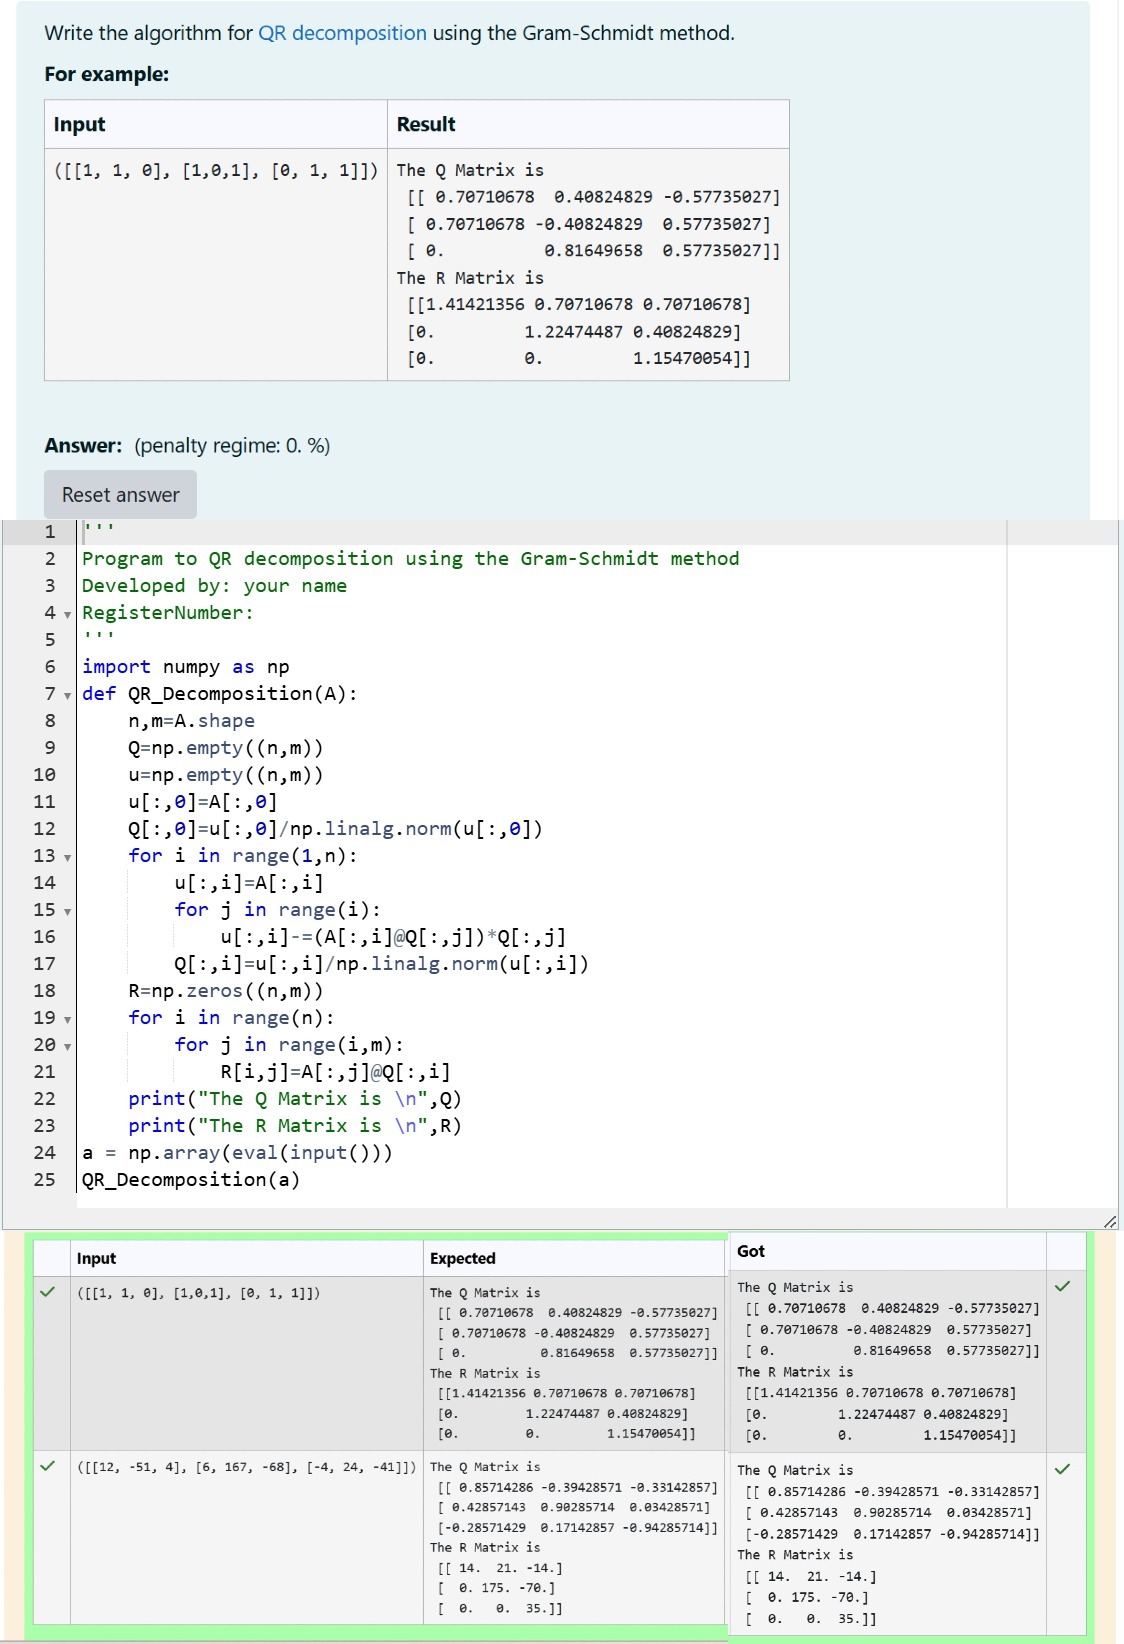 Write the algorithm for QR decomposition using the Gram-Schmidt method.
For example:
Input Result
([[1, 1, 0], [1,0,1], [0, 1, 1]]) The Q Matrix is
[[ 0.70710678  0.40824829 -0.57735027]
[ 0.70710678 -0.40824829  0.57735027]
[ 0.          0.81649658  0.57735027]]
The R Matrix is
[[1.41421356 0.70710678 0.70710678]
[0.         1.22474487 0.40824829]
[0.         0.         1.15470054]]
Answer: (penalty regime: 0. %)
Reset answer
1 '''
2 Program to QR decomposition using the Gram-Schmidt method
3 Developed by: your name
4 RegisterNumber:
5 '''
6 import numpy as np
7 def QR_Decomposition(A):
8     n,m=A.shape
9     Q=np.empty((n,m))
10     u=np.empty((n,m))
11     u[:,0]=A[:,0]
12     Q[:,0]=u[:,0]/np.linalg.norm(u[:,0])
13     for i in range(1,n):
14         u[:,i]=A[:,i]
15         for j in range(i):
16             u[:,i]-=(A[:,i]@Q[:,j])*Q[:,j]
17         Q[:,i]=u[:,i]/np.linalg.norm(u[:,i])
18     R=np.zeros((n,m))
19     for i in range(n):
20         for j in range(i,m):
21             R[i,j]=A[:,j]@Q[:,i]
22     print("The Q Matrix is \n",Q)
23     print("The R Matrix is \n",R)
24 a = np.array(eval(input()))
25 QR_Decomposition(a)
Input Expected Got
([[1, 1, 0], [1,0,1], [0, 1, 1]]) The Q Matrix is The Q Matrix is
[[ 0.70710678  0.40824829 -0.57735027] [[ 0.70710678  0.40824829 -0.57735027]
[ 0.70710678 -0.40824829  0.57735027] [ 0.70710678 -0.40824829  0.57735027]
[ 0.          0.81649658  0.57735027]] [ 0.          0.81649658  0.57735027]]
The R Matrix is The R Matrix is
[[1.41421356 0.70710678 0.70710678] [[1.41421356 0.70710678 0.70710678]
[0.         1.22474487 0.40824829] [0.         1.22474487 0.40824829]
[0.         0.         1.15470054]] [0.         0.         1.15470054]]
([[12, -51, 4], [6, 167, -68], [-4, 24, -41]]) The Q Matrix is The Q Matrix is
[[ 0.85714286 -0.39428571 -0.33142857] [[ 0.85714286 -0.39428571 -0.33142857]
[ 0.42857143  0.90285714  0.03428571] [ 0.42857143  0.90285714  0.03428571]
[-0.28571429  0.17142857 -0.94285714]] [-0.28571429  0.17142857 -0.94285714]]
The R Matrix is The R Matrix is
[[ 14.  21. -14.] [[ 14.  21. -14.]
[  0. 175. -70.] [  0. 175. -70.]
[  0.   0.  35.]] [  0.   0.  35.]]